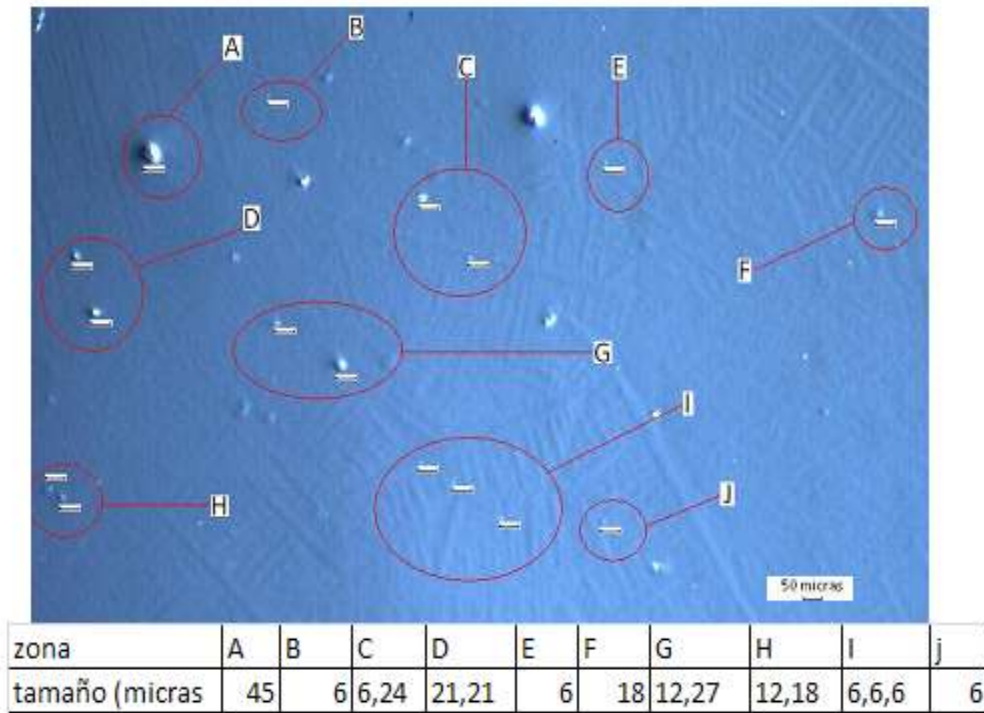 B
A
C
E
D
F
G
I
J
H
50 micras
zona A B C D E F G H I j
tamaño (micras 45 6 6,24 21,21 6 18 12,27 12,18 6,6,6 6